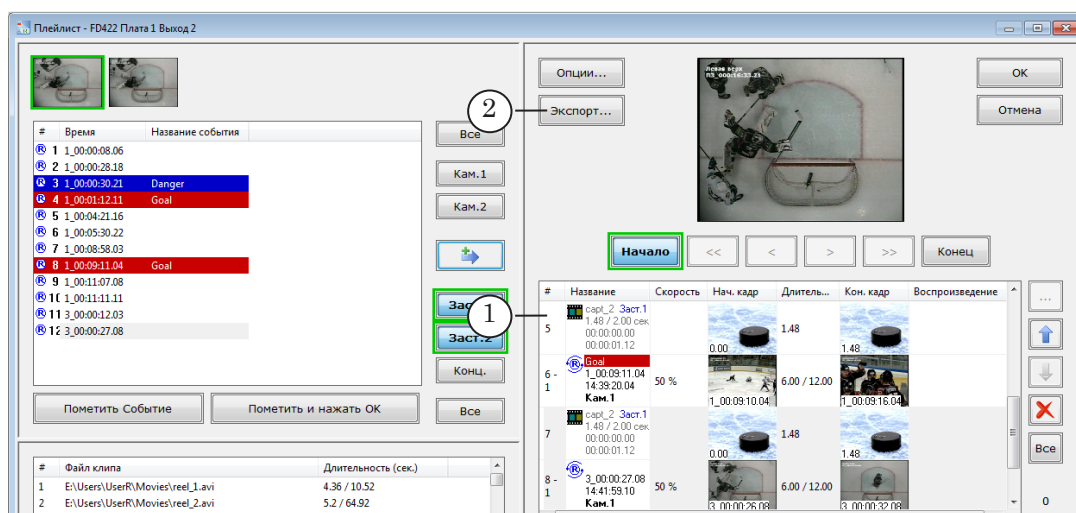 Плейлист - FD422 Плата 1 Выход 2
# Время Название события
R 1 1_00:00:08.06
R 2 1_00:00:28.18
R 3 1_00:00:30.21 Danger
R 4 1_00:01:12.11 Goal
R 5 1_00:04:21.16
R 6 1_00:05:30.22
R 7 1_00:08:58.03
R 8 1_00:09:11.04 Goal
R 9 1_00:11:07.08
R 1( 1_00:11:11.11
R 11 3_00:00:12.03
R 12 3_00:00:27.08
Все
Кам.1
Кам.2
Заст.2
Конц.
Все
Пометить Событие
Пометить и нажать ОК
# Файл клипа Длительность (сек.)
1 E:\Users\UserR\Movies\reel_1.avi 4.36 / 10.52
2 E:\Users\UserR\Movies\reel_2.avi 5.2 / 64.92
1
2
Опции...
Экспорт...
левая верх
ПЗ_000:16:33.21
ОК
Отмена
Начало << < > >> Конец
# Название Скорость Нач. кадр Длитель... Кон. кадр Воспроизведение
5 capt_2 Заст.1
1.48 / 2.00 сек
00:00:00.00
00:00:01.12
0.00 1.48 1.48
6 - 1 R Goal
1_00:09:11.04
14:39:20.04
Кам.1
50 % 1_00:09:10.04 6.00 / 12.00 1_00:09:16.04
7 capt_2 Заст.1
1.48 / 2.00 сек
00:00:00.00
00:00:01.12
0.00 1.48 1.48
8 - 1 R 3_00:00:27.08
14:41:59.10
Кам.1
50 % 3_00:00:26.08 6.00 / 12.00 3_00:00:32.08
...
Все
0